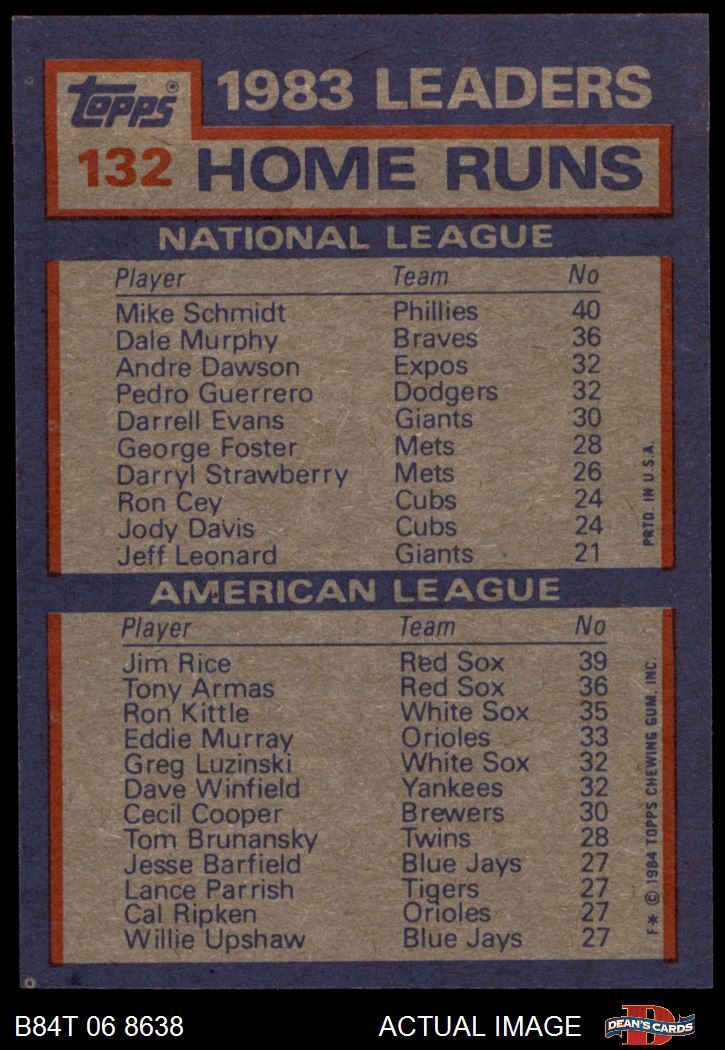 topps®
1983 LEADERS
132 HOME RUNS
NATIONAL LEAGUE
Player Team No
Mike Schmidt Phillies 40
Dale Murphy Braves 36
Andre Dawson Expos 32
Pedro Guerrero Dodgers 32
Darrell Evans Giants 30
George Foster Mets 28
Darryl Strawberry Mets 26
Ron Cey Cubs 24
Jody Davis Cubs 24
Jeff Leonard Giants 21
PRTD. IN U.S.A.
AMERICAN LEAGUE
Player Team No
Jim Rice Red Sox 39
Tony Armas Red Sox 36
Ron Kittle White Sox 35
Eddie Murray Orioles 33
Greg Luzinski White Sox 32
Dave Winfield Yankees 32
Cecil Cooper Brewers 30
Tom Brunansky Twins 28
Jesse Barfield Blue Jays 27
Lance Parrish Tigers 27
Cal Ripken Orioles 27
Willie Upshaw Blue Jays 27
F* © 1984 TOPPS CHEWING GUM, INC.
B84T 06 8638 ACTUAL IMAGE
D
DEAN'S CARDS